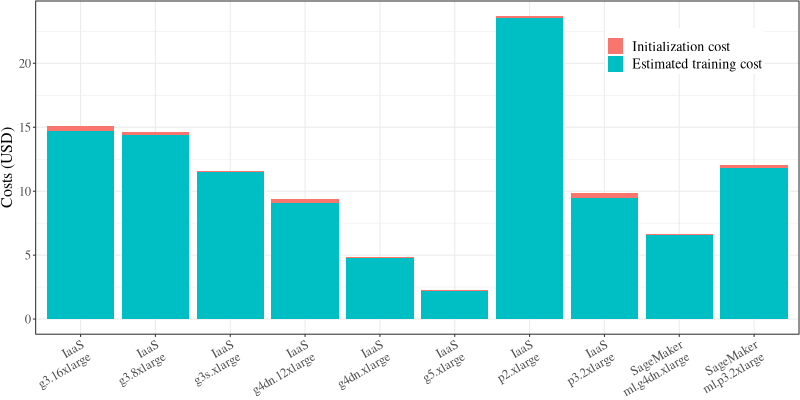 Costs (USD)
20
15
10
5
0
Initialization cost
Estimated training cost
IaaS
g3.16xlarge
IaaS
g3.8xlarge
IaaS
g3s.xlarge
IaaS
g4dn.12xlarge
IaaS
g4dn.xlarge
IaaS
g5.xlarge
IaaS
p2.xlarge
IaaS
p3.2xlarge
SageMaker
ml.g4dn.xlarge
SageMaker
ml.p3.2xlarge